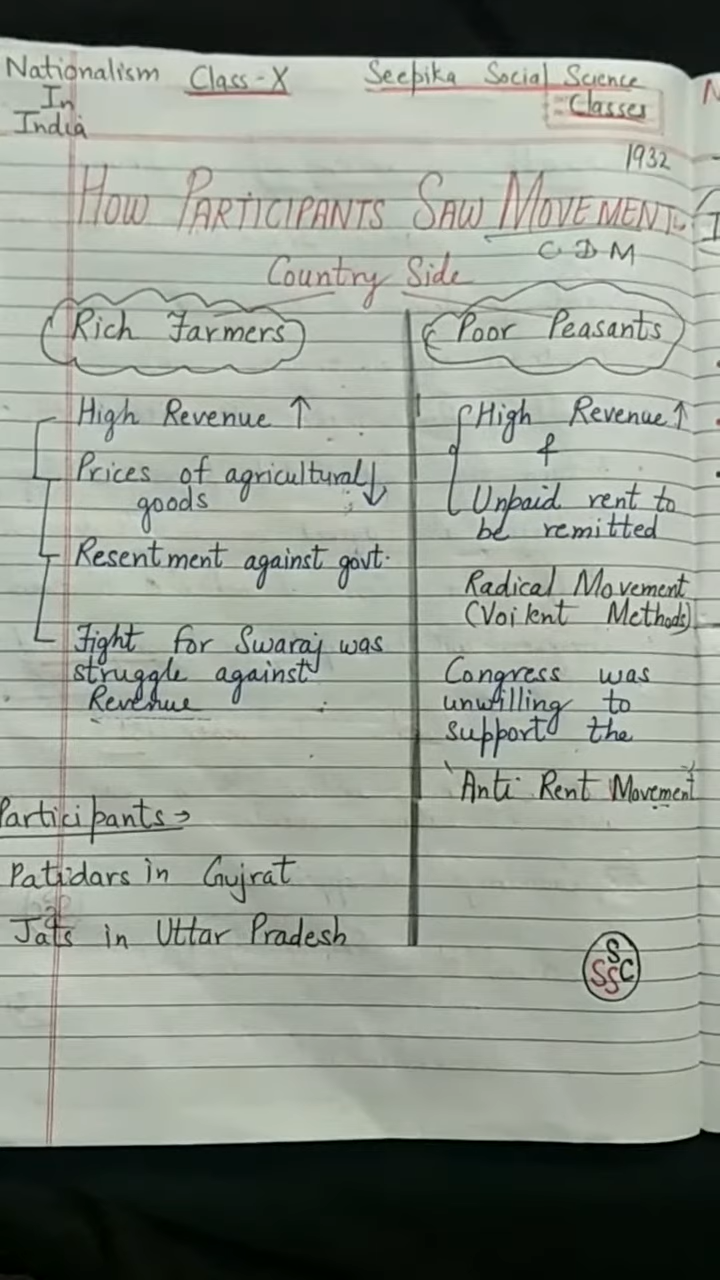 Nationalism Class-X Seepika Social Science
In
India
Classes
1932
HOW PARTICIPANTS SAW MOVEMENT
CDM
Country Side
Rich Farmers
High Revenue ↑
Prices of agricultural ↓
goods
Resentment against govt.
Fight for Swaraj was
struggle against
Revenue
Participants →
Patidars in Gujrat
Jats in Uttar Pradesh
Poor Peasants
High Revenue ↑
&
Unpaid rent to
be remitted
Radical Movement
(Voilent Methods)
Congress was
unwilling to
support the
'Anti Rent Movement'
SSSC